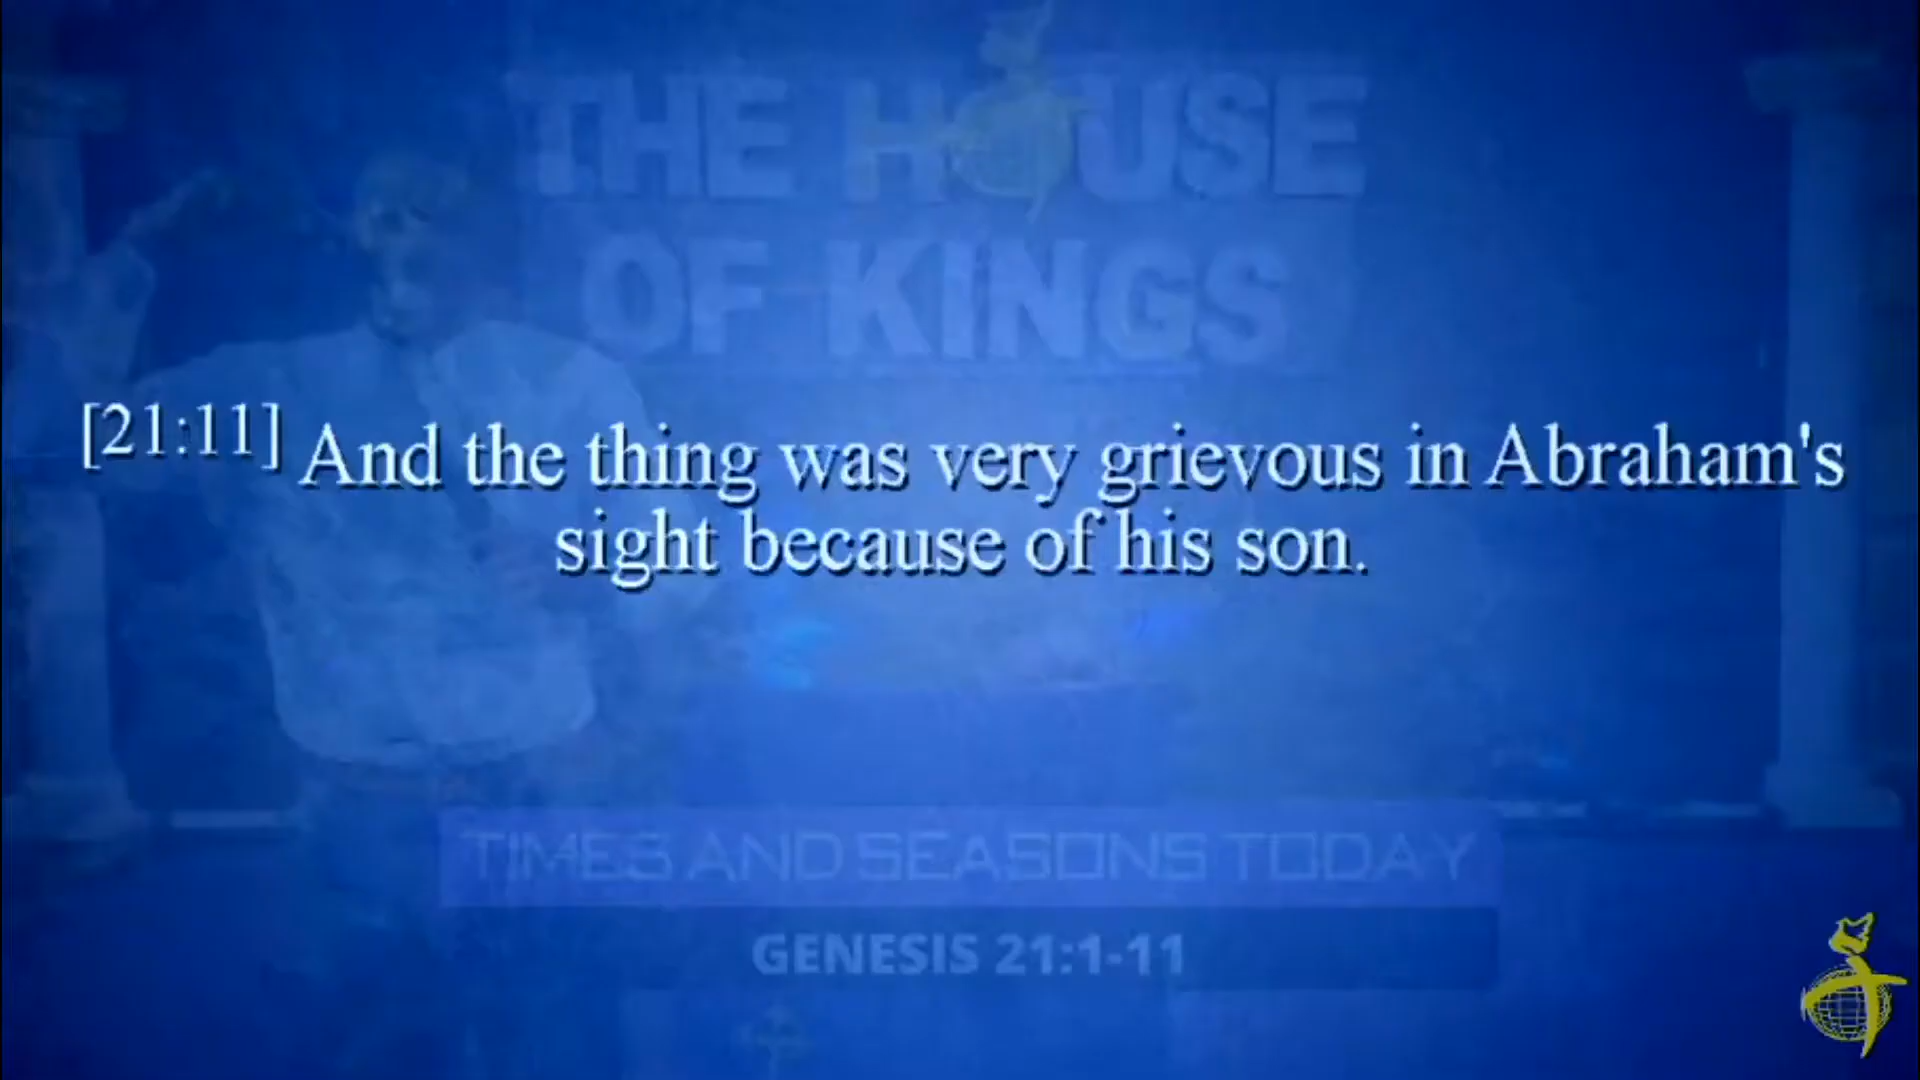 THE HOUSE
OF KINGS
[21:11] And the thing was very grievous in Abraham's
sight because of his son.
TIMES AND SEASONS TODAY
GENESIS 21:1-11